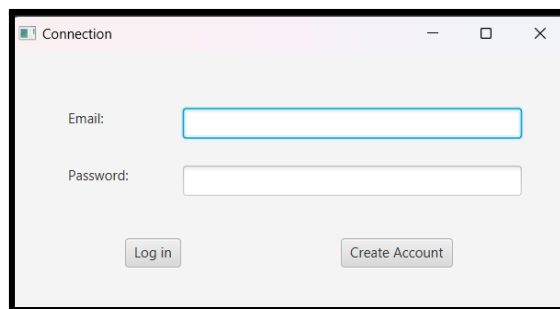 Connection
Email:
Password:
Log in
Create Account